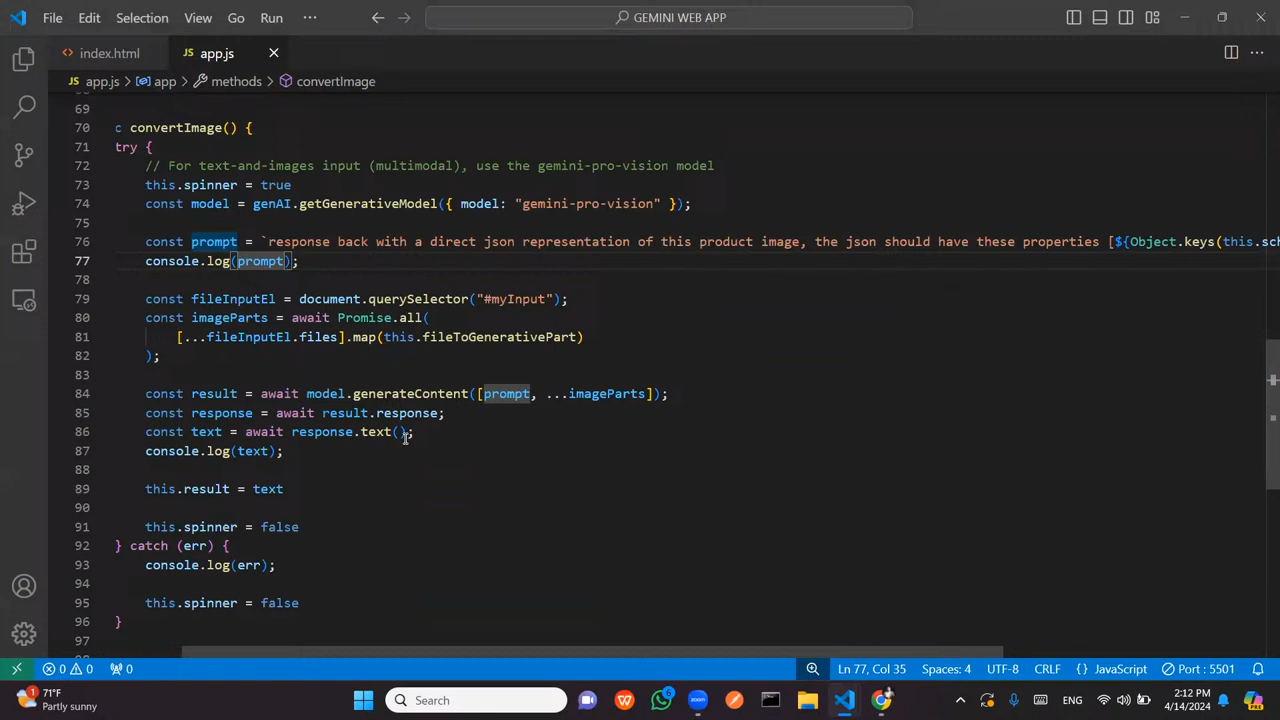 File Edit Selection View Go Run ··· GEMINI WEB APP
index.html JS app.js
JS app.js > app > methods > convertImage
69
70 c convertImage() {
71 try {
72 // For text-and-images input (multimodal), use the gemini-pro-vision model
73 this.spinner = true
74 const model = genAI.getGenerativeModel({ model: "gemini-pro-vision" });
75
76 const prompt = `response back with a direct json representation of this product image, the json should have these properties [${Object.keys(this.sch
77 console.log(prompt);
78
79 const fileInputEl = document.querySelector("#myInput");
80 const imageParts = await Promise.all(
81 [...fileInputEl.files].map(this.fileToGenerativePart)
82 );
83
84 const result = await model.generateContent([prompt, ...imageParts]);
85 const response = await result.response;
86 const text = await response.text();
87 console.log(text);
88
89 this.result = text
90
91 this.spinner = false
92 } catch (err) {
93 console.log(err);
94
95 this.spinner = false
96 }
97
0 0 0 Ln 77, Col 35 Spaces: 4 UTF-8 CRLF {} JavaScript Port : 5501
1 71°F Search 6 ENG 2:12 PM
Partly sunny 4/14/2024